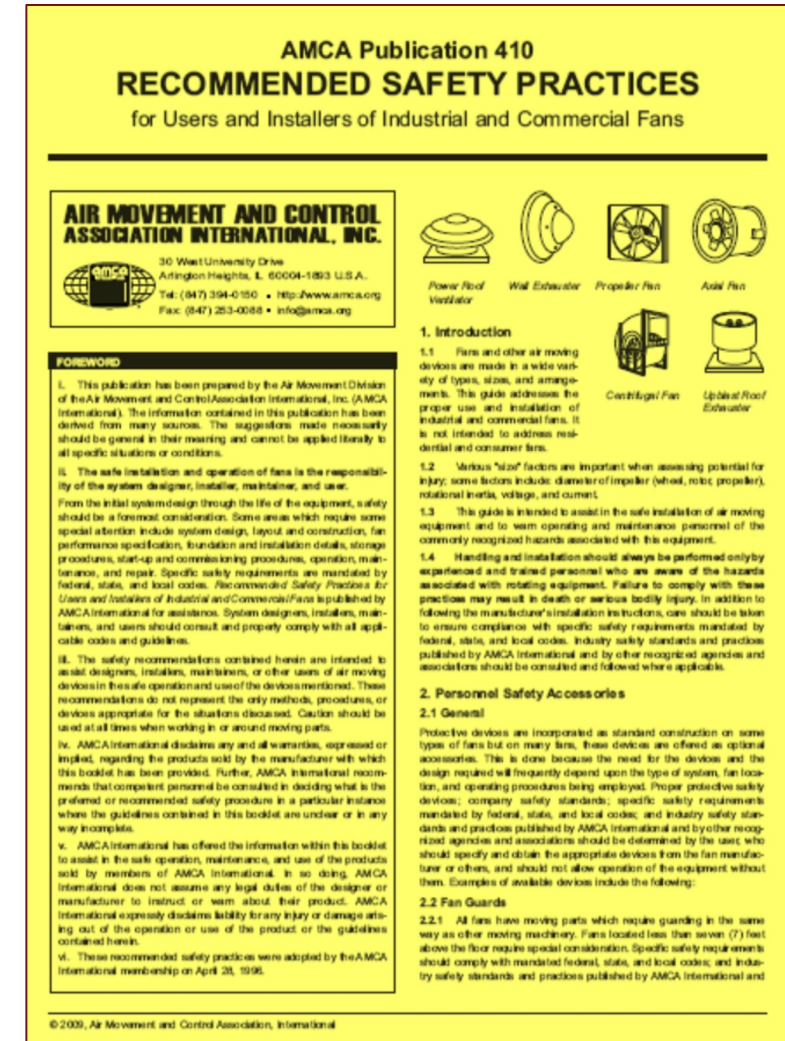 AMCA Publication 410
RECOMMENDED SAFETY PRACTICES
for Users and Installers of Industrial and Commercial Fans
AIR MOVEMENT AND CONTROL
ASSOCIATION INTERNATIONAL, INC.
amca
30 West University Drive
Arlington Heights, IL 60004-1893 U.S.A.
Tel: (847) 394-0150 • http://www.amca.org
Fax: (847) 253-0088 • info@amca.org
FOREWORD
i. This publication has been prepared by the Air Movement Division
of the Air Movement and Control Association International, Inc. (AMCA
International). The information contained in this publication has been
derived from many sources. The suggestions made necessarily
should be general in their meaning and cannot be applied literally to
all specific situations or conditions.
ii. The safe installation and operation of fans is the responsibil-
ity of the system designer, installer, maintainer, and user.
From the initial system design through the life of the equipment, safety
should be a foremost consideration. Some areas which require some
special attention include system design, layout and construction, fan
performance specification, foundation and installation details, storage
procedures, start-up and commissioning procedures, operation, main-
tenance, and repair. Specific safety requirements are mandated by
federal, state, and local codes. Recommended Safety Practices for
Users and Installers of Industrial and Commercial Fans is published by
AMCA International for assistance. System designers, installers, main-
tainers, and users should consult and properly comply with all appli-
cable codes and guidelines.
iii. The safety recommendations contained herein are intended to
assist designers, installers, maintainers, or other users of air moving
devices in the safe operation and use of the devices mentioned. These
recommendations do not represent the only methods, procedures, or
devices appropriate for the situations discussed. Caution should be
used at all times when working in or around moving parts.
iv. AMCA International disclaims any and all warranties, expressed or
implied, regarding the products sold by the manufacturer with which
this booklet has been provided. Further, AMCA International recom-
mends that competent personnel be consulted in deciding what is the
preferred or recommended safety procedure in a particular instance
where the guidelines contained in this booklet are unclear or in any
way incomplete.
v. AMCA International has offered the information within this booklet
to assist in the safe operation, maintenance, and use of the products
sold by members of AMCA International. In so doing, AMCA
International does not assume any legal duties of the designer or
manufacturer to instruct or warn about their product. AMCA
International expressly disclaims liability for any injury or damage aris-
ing out of the operation or use of the product or the guidelines
contained herein.
vi. These recommended safety practices were adopted by the AMCA
International membership on April 28, 1996.
Power Roof
Ventilator
Wall Exhauster
Propeller Fan
Axial Fan
Centrifugal Fan
Upblast Roof
Exhauster
1. Introduction
1.1 Fans and other air moving
devices are made in a wide vari-
ety of types, sizes, and arrange-
ments. This guide addresses the
proper use and installation of
industrial and commercial fans. It
is not intended to address resi-
dential and consumer fans.
1.2 Various "size" factors are important when assessing potential for
injury; some factors include: diameter of impeller (wheel, rotor, propeller),
rotational inertia, voltage, and current.
1.3 This guide is intended to assist in the safe installation of air moving
equipment and to warn operating and maintenance personnel of the
commonly recognized hazards associated with this equipment.
1.4 Handling and installation should always be performed only by
experienced and trained personnel who are aware of the hazards
associated with rotating equipment. Failure to comply with these
practices may result in death or serious bodily injury. In addition to
following the manufacturer's installation instructions, care should be taken
to ensure compliance with specific safety requirements mandated by
federal, state, and local codes. Industry safety standards and practices
published by AMCA International and by other recognized agencies and
associations should be consulted and followed where applicable.
2. Personnel Safety Accessories
2.1 General
Protective devices are incorporated as standard construction on some
types of fans but on many fans, these devices are offered as optional
accessories. This is done because the need for the devices and the
design required will frequently depend upon the type of system, fan loca-
tion, and operating procedures being employed. Proper protective safety
devices; company safety standards; specific safety requirements
mandated by federal, state, and local codes; and industry safety stan-
dards and practices published by AMCA International and by other recog-
nized agencies and associations should be determined by the user, who
should specify and obtain the appropriate devices from the fan manufac-
turer or others, and should not allow operation of the equipment without
them. Examples of available devices include the following:
2.2 Fan Guards
2.2.1 All fans have moving parts which require guarding in the same
way as other moving machinery. Fans located less than seven (7) feet
above the floor require special consideration. Specific safety requirements
should comply with mandated federal, state, and local codes; and indus-
try safety standards and practices published by AMCA International and
© 2009, Air Movement and Control Association, International